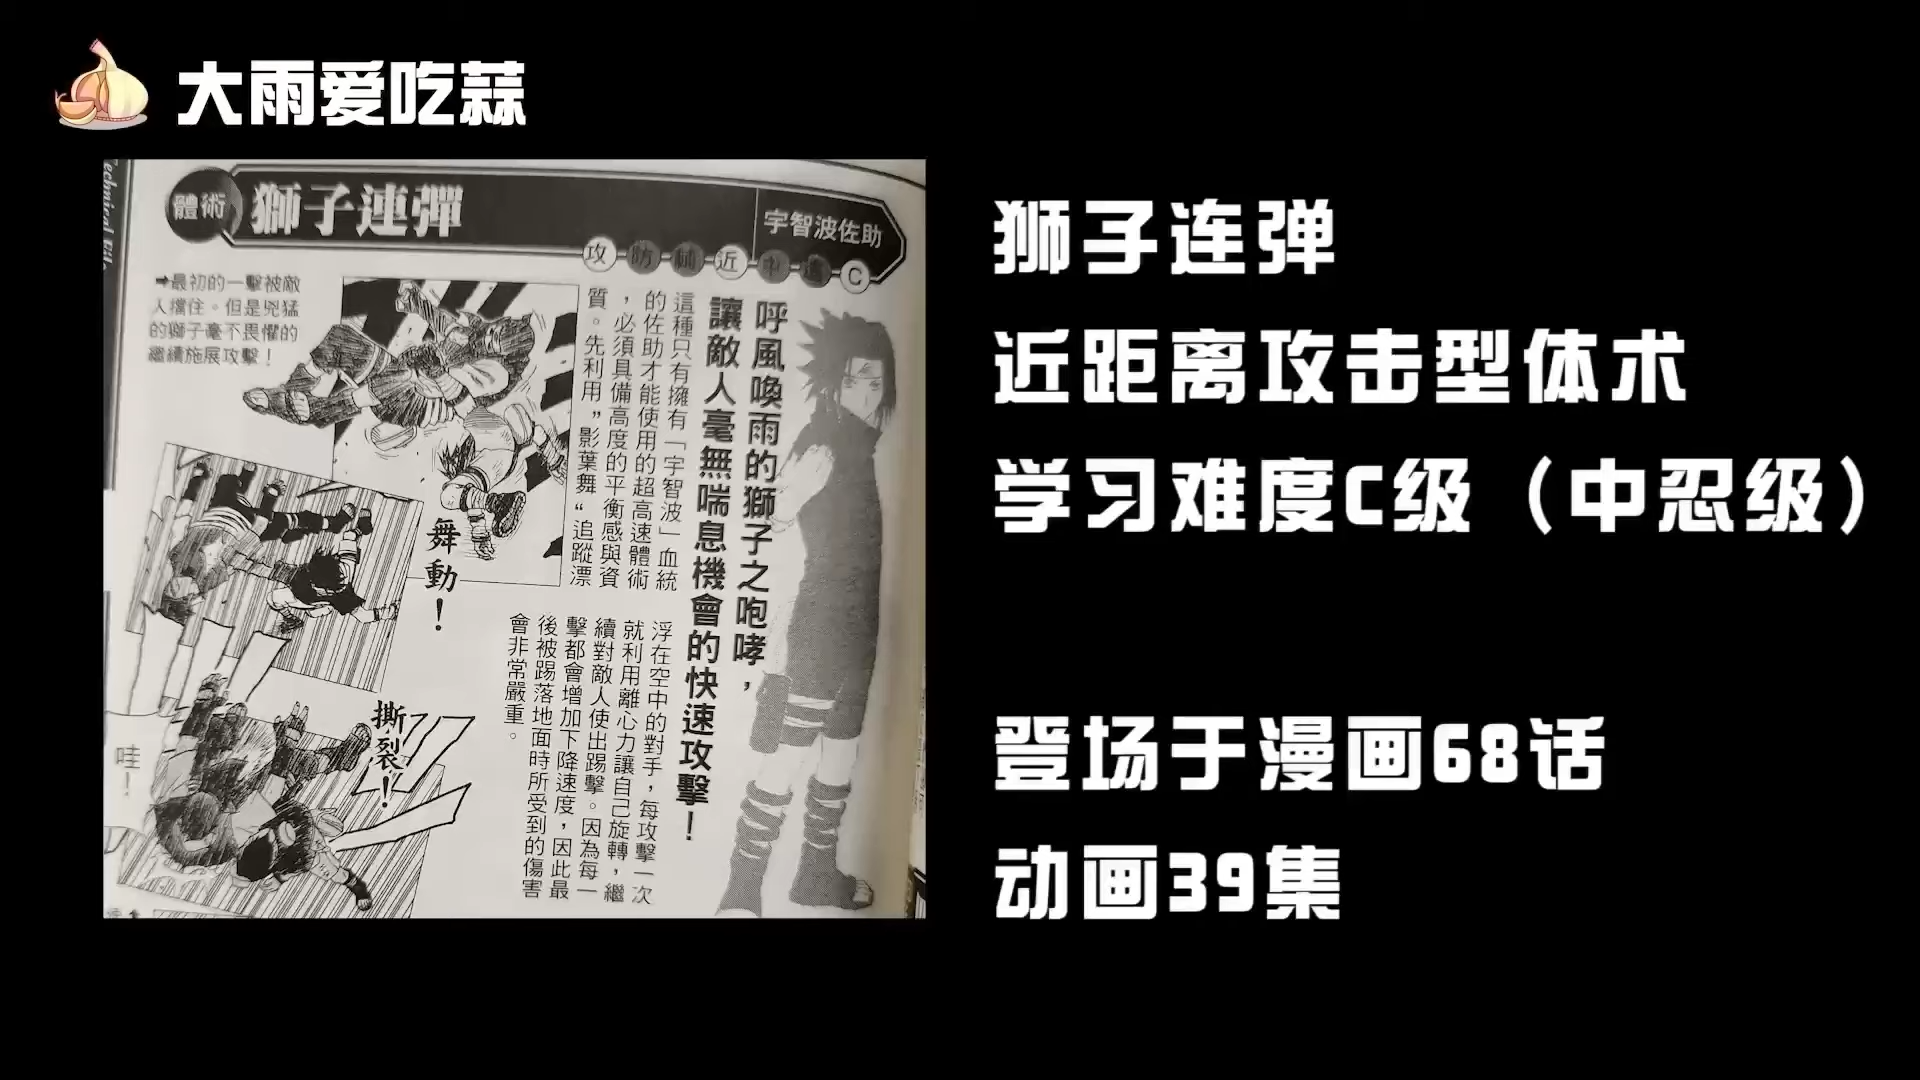 大雨爱吃蒜
體術
獅子連彈
宇智波佐助
攻防輔近中遠C
➡最初的一擊被敵
人擋住。但是兇猛
的獅子毫不畏懼的
繼續施展攻擊！
呼風喚雨的獅子之咆哮，
讓敵人毫無喘息機會的快速攻擊！
這種只有擁有「宇智波」血統
的佐助才能使用的超高速體術
，必須具備高度的平衡感與資
質。先利用”影葉舞“追蹤漂
浮在空中的對手，每攻擊一次
就利用離心力讓自己旋轉，繼
續對敵人使出踢擊。因為每一
擊都會增加下降速度，因此最
後被踢落地面時所受到的傷害
會非常嚴重。
舞動！
撕裂！
哇！
狮子连弹
近距离攻击型体术
学习难度C级（中忍级）
登场于漫画68话
动画39集